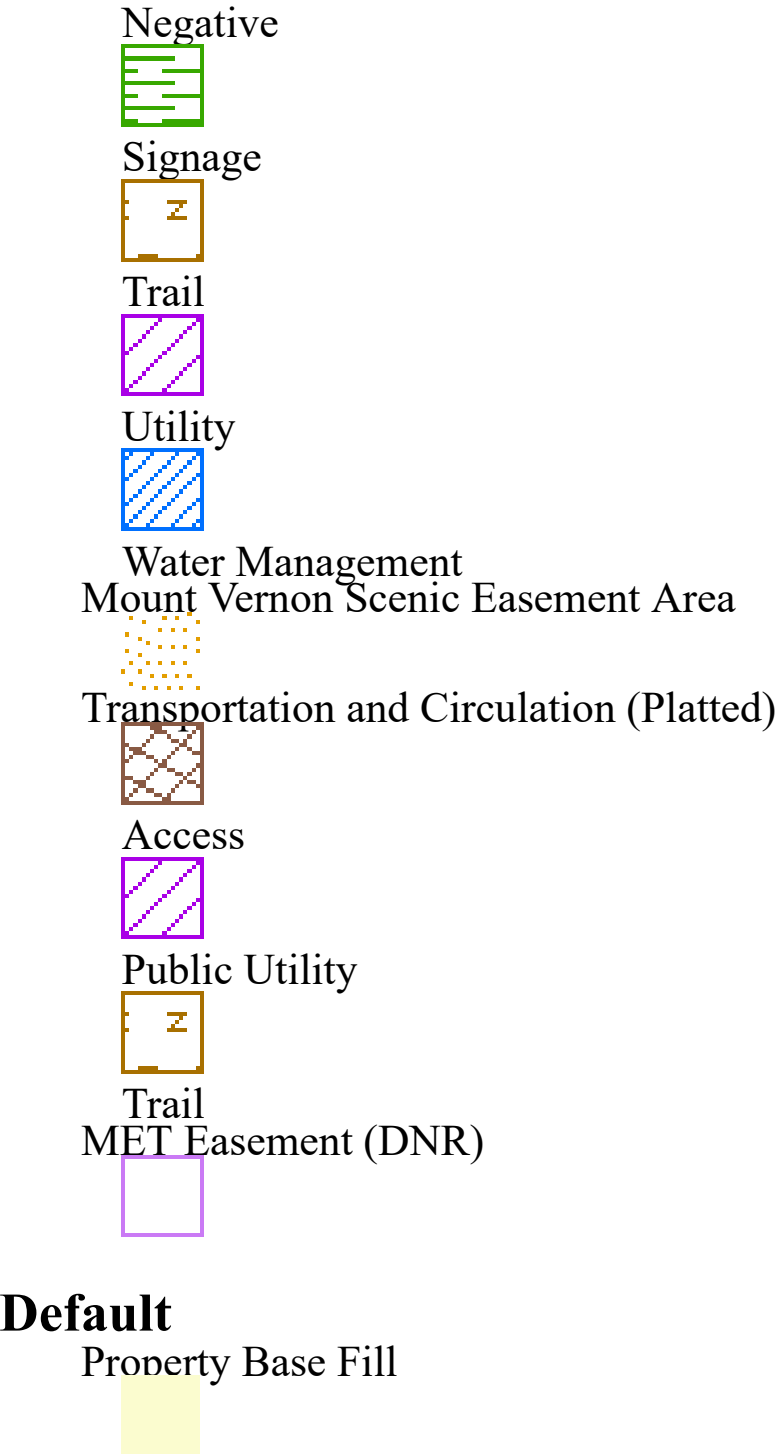 Negative
Signage
Trail
Utility
Water Management
Mount Vernon Scenic Easement Area
Transportation and Circulation (Platted)
Access
Public Utility
Trail
MET Easement (DNR)
Default
Property Base Fill